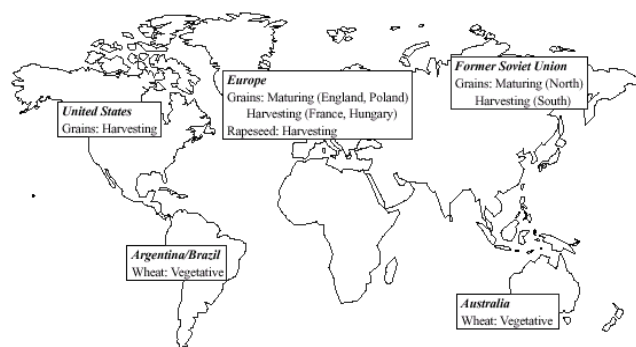 Former Soviet Union
Grains: Maturing (North)
Harvesting (South)
Europe
Grains: Maturing (England, Poland)
Harvesting (France, Hungary)
Rapeseed: Harvesting
United States
Grains: Harvesting
Argentina/Brazil
Wheat: Vegetative
Australia
Wheat: Vegetative